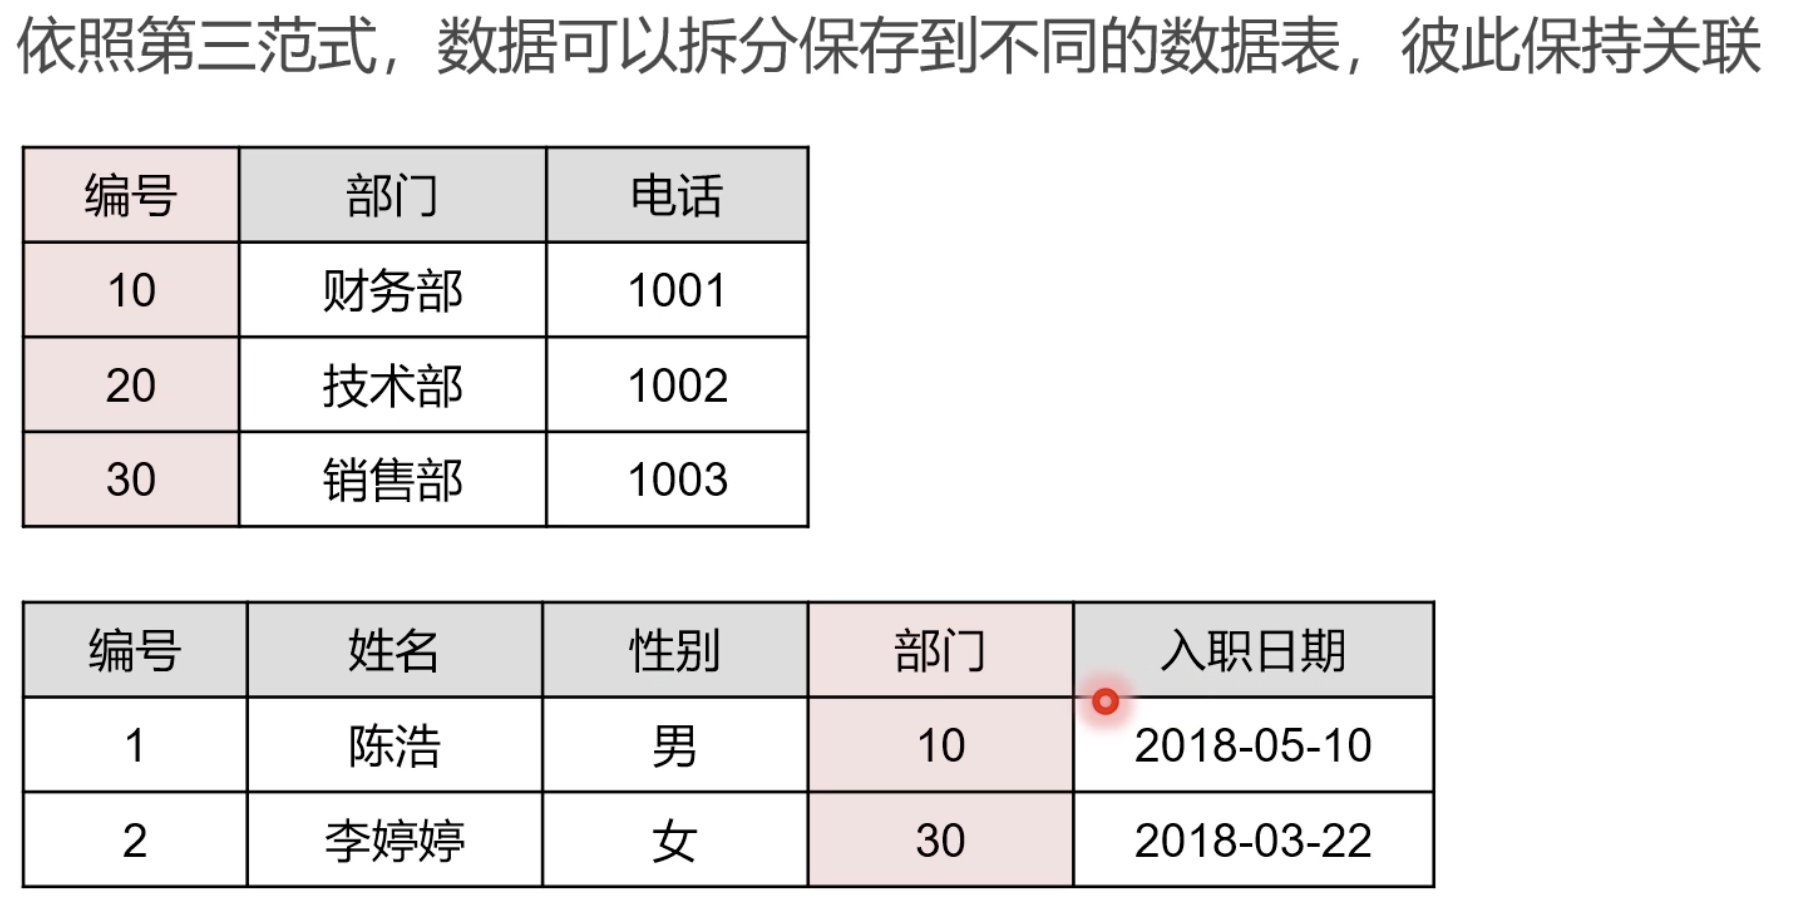 依照第三范式，数据可以拆分保存到不同的数据表，彼此保持关联
编号 部门 电话
10 财务部 1001
20 技术部 1002
30 销售部 1003
编号 姓名 性别 部门 入职日期
1 陈浩 男 10 2018-05-10
2 李婷婷 女 30 2018-03-22